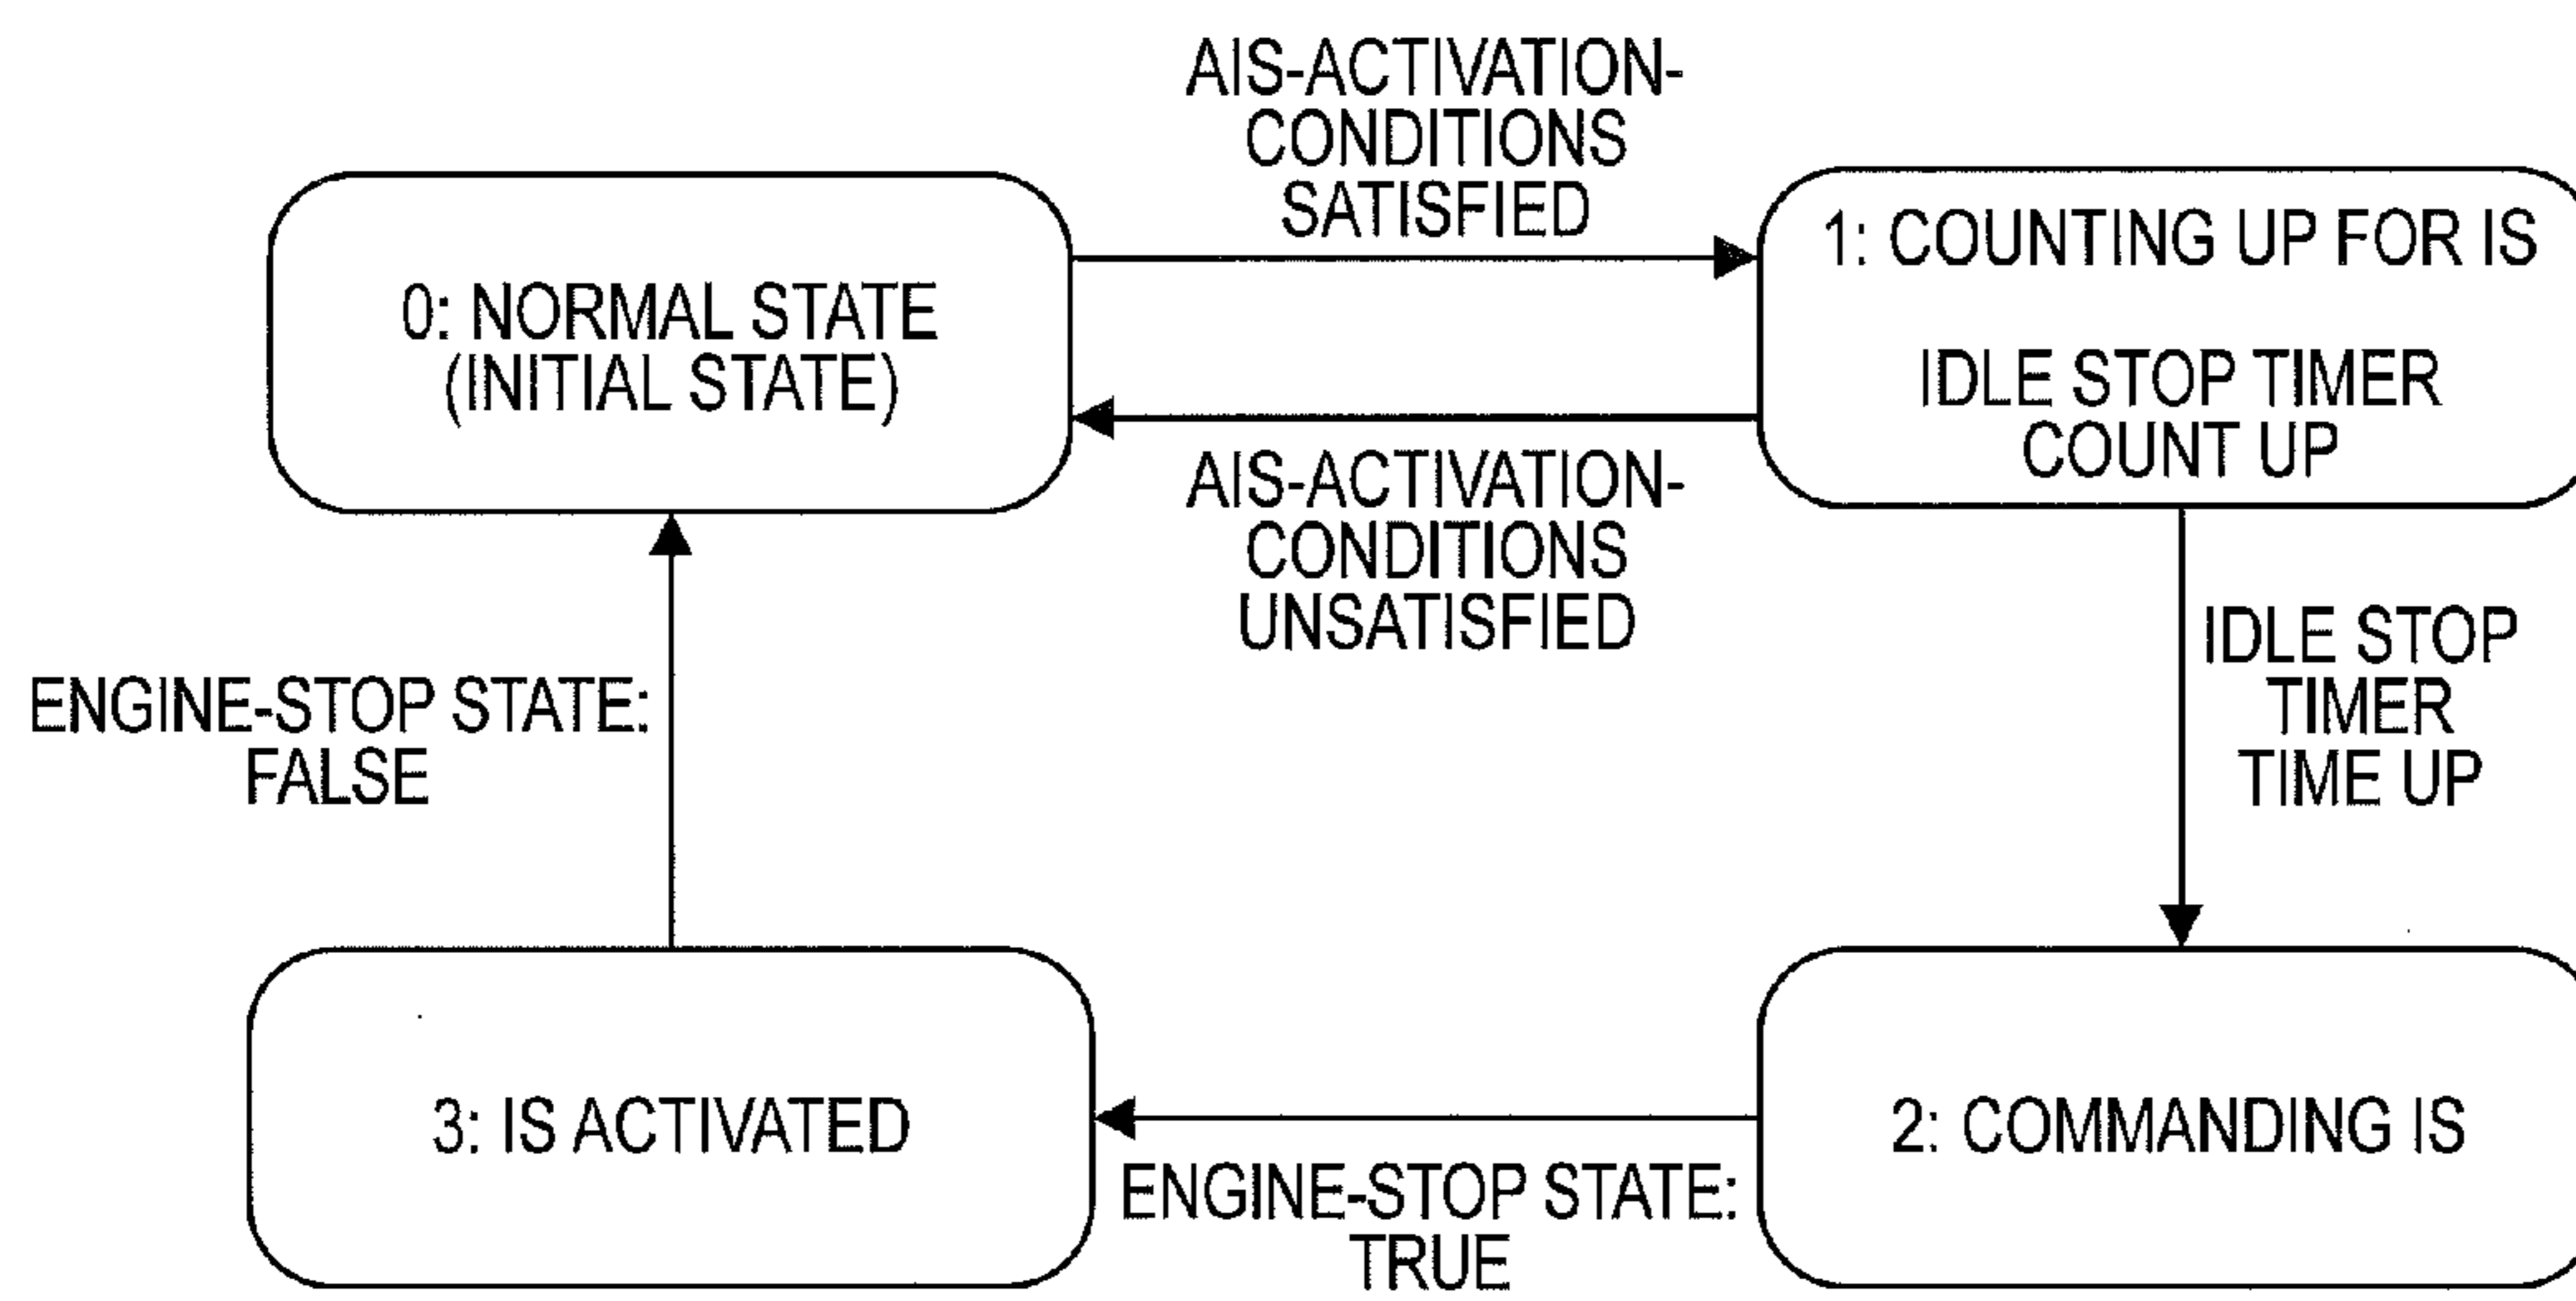 AIS-ACTIVATION-
CONDITIONS
SATISFIED
0: NORMAL STATE
(INITIAL STATE)
1: COUNTING UP FOR IS
IDLE STOP TIMER
COUNT UP
AIS-ACTIVATION-
CONDITIONS
UNSATISFIED
ENGINE-STOP STATE:
FALSE
IDLE STOP
TIMER
TIME UP
3: IS ACTIVATED
ENGINE-STOP STATE:
TRUE
2: COMMANDING IS